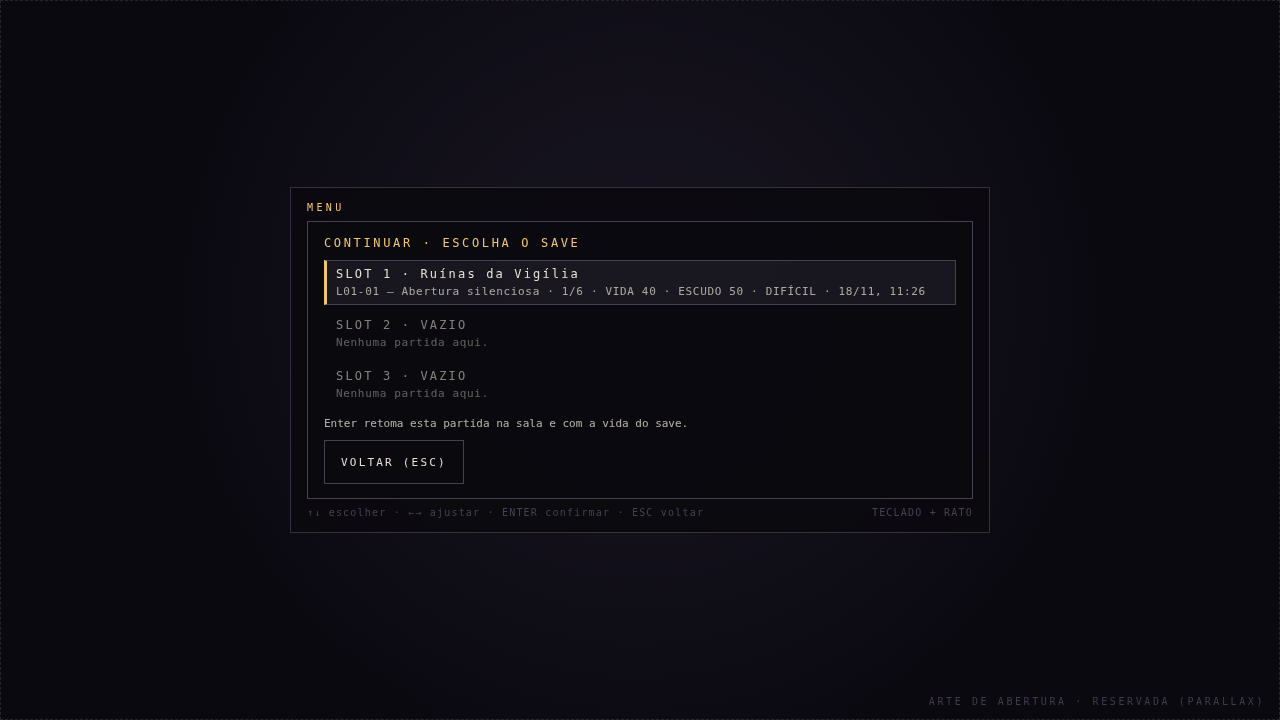 MENU
CONTINUAR · ESCOLHA O SAVE
SLOT 1 · Ruínas da Vigília
L01-01 — Abertura silenciosa · 1/6 · VIDA 40 · ESCUDO 50 · DIFÍCIL · 18/11, 11:26
SLOT 2 · VAZIO
Nenhuma partida aqui.
SLOT 3 · VAZIO
Nenhuma partida aqui.
Enter retoma esta partida na sala e com a vida do save.
VOLTAR (ESC)
↑↓ escolher · ←→ ajustar · ENTER confirmar · ESC voltar
TECLADO + RATO
ARTE DE ABERTURA · RESERVADA (PARALLAX)